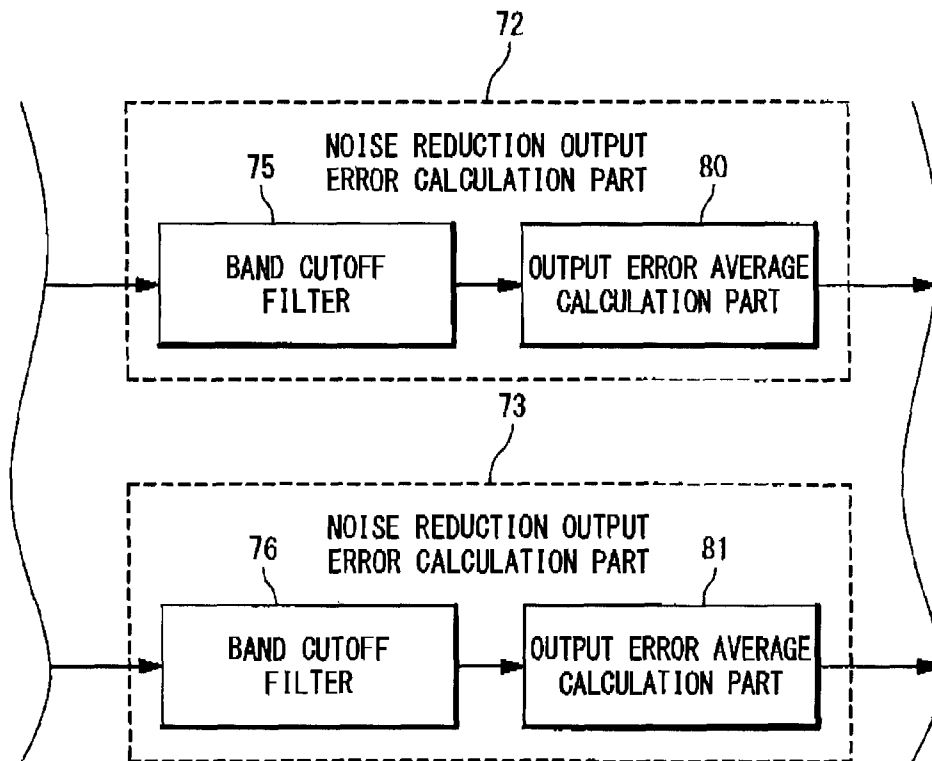 72
NOISE REDUCTION OUTPUT
ERROR CALCULATION PART
75
80
BAND CUTOFF
FILTER
OUTPUT ERROR AVERAGE
CALCULATION PART
73
NOISE REDUCTION OUTPUT
ERROR CALCULATION PART
76
81
BAND CUTOFF
FILTER
OUTPUT ERROR AVERAGE
CALCULATION PART